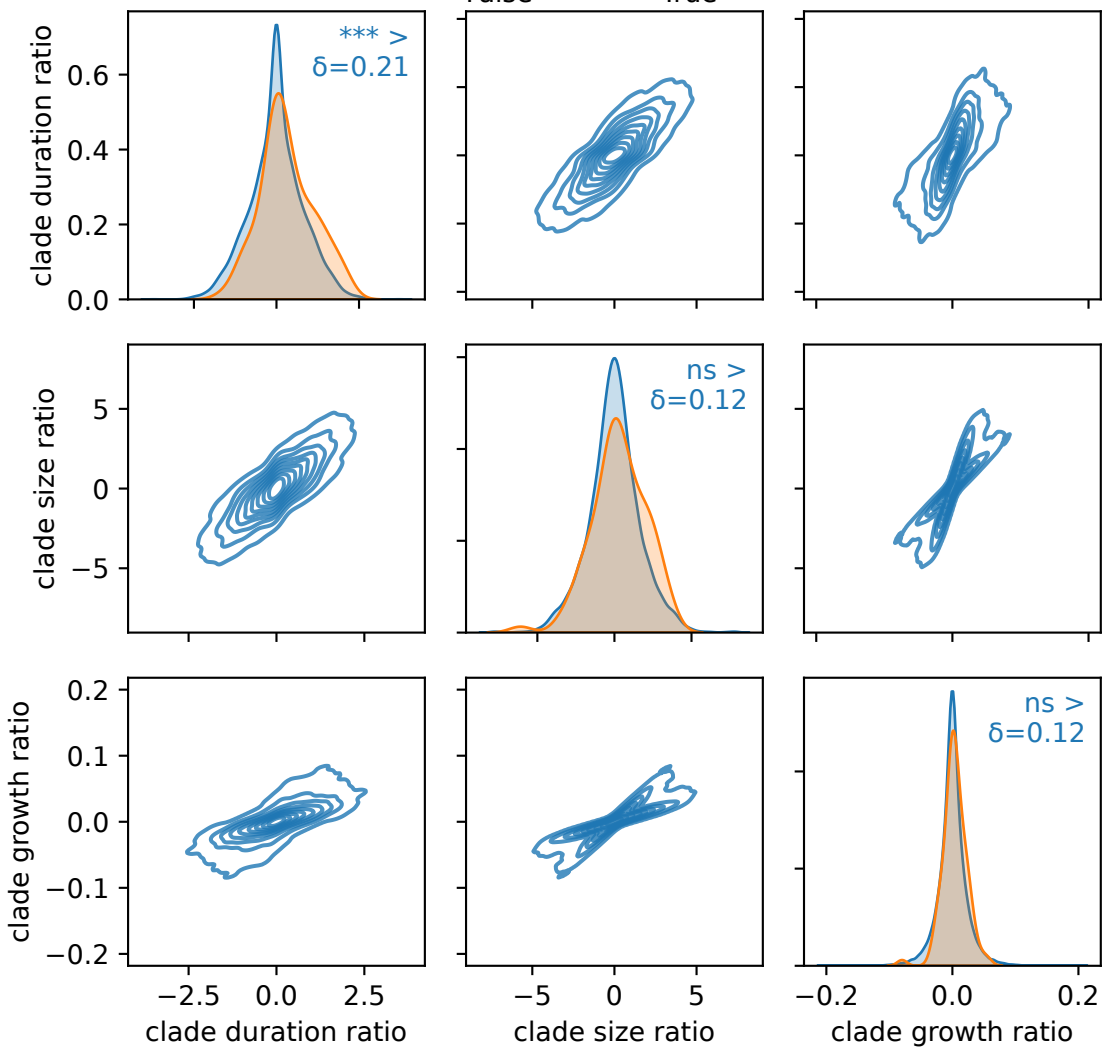 clade duration ratio
0.6
0.4
0.2
0.0
*** >
δ=0.21
clade size ratio
5
0
−5
ns >
δ=0.12
clade growth ratio
0.2
0.1
0.0
−0.1
−0.2
ns >
δ=0.12
−2.5 0.0 2.5
−5 0 5
−0.2 0.0 0.2
clade duration ratio
clade size ratio
clade growth ratio